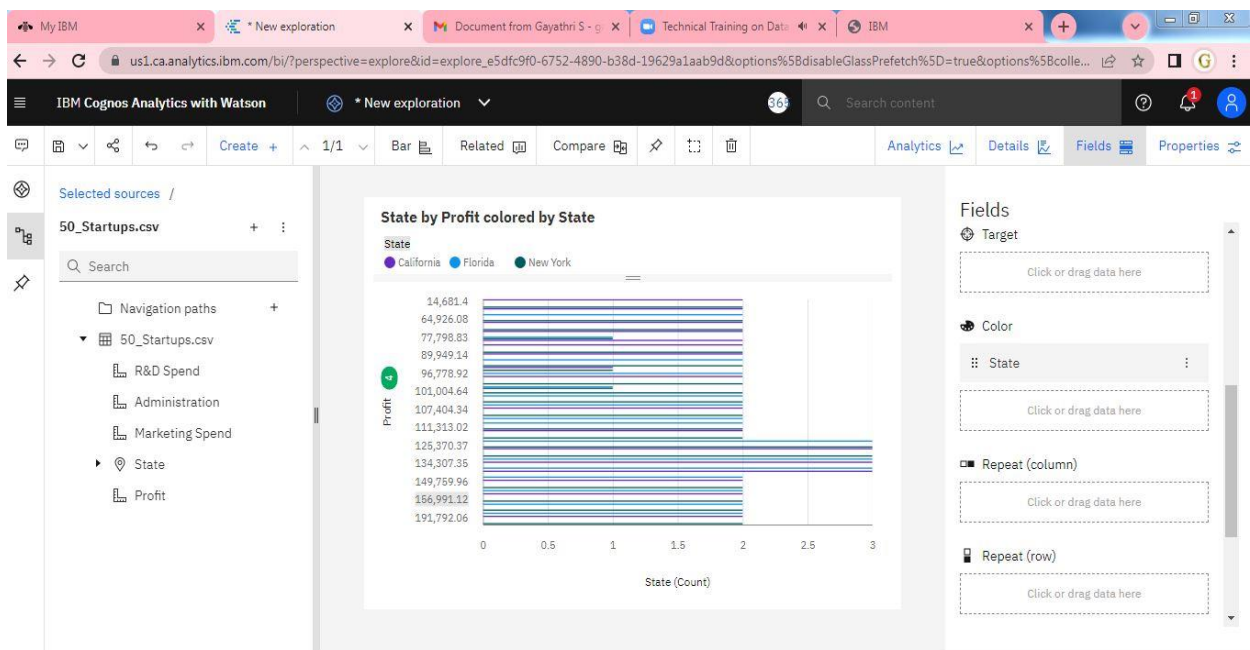 My IBM
* New exploration
Document from Gayathri S - g
Technical Training on Data
IBM
us1.ca.analytics.ibm.com/bi/?perspective=explore&id=explore_e5dfc9f0-6752-4890-b38d-19629a1aab9d&options%5BdisableGlassPrefetch%5D=true&options%5Bcolle...
G
IBM Cognos Analytics with Watson
* New exploration
Search content
1
Create +
1/1
Bar
Related
Compare
Analytics
Details
Fields
Properties
Selected sources /
50_Startups.csv
Search
Navigation paths
50_Startups.csv
R&D Spend
Administration
Marketing Spend
State
Profit
State by Profit colored by State
State
California
Florida
New York
Profit
14,681.4
64,926.08
77,798.83
89,949.14
96,778.92
101,004.64
107,404.34
111,313.02
125,370.37
134,307.35
149,759.96
156,991.12
191,792.06
0 0.5 1 1.5 2 2.5 3
State (Count)
Fields
Target
Click or drag data here
Color
State
Click or drag data here
Repeat (column)
Click or drag data here
Repeat (row)
Click or drag data here